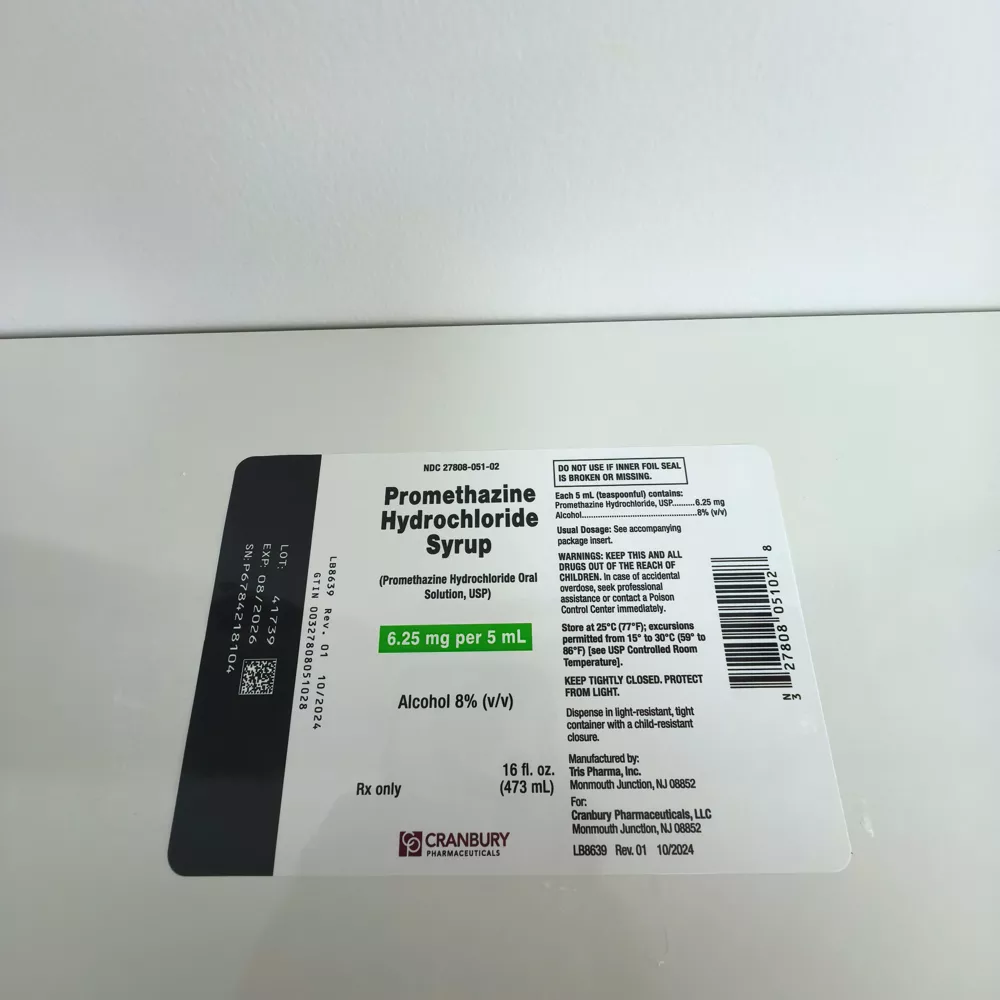 LOT: 41739
EXP: 08/2026
SN:P6784218104
LB8639 Rev. 01 10/2024
GTIN 00327808051028
NDC 27808-051-02
Promethazine
Hydrochloride
Syrup
(Promethazine Hydrochloride Oral
Solution, USP)
6.25 mg per 5 mL
Alcohol 8% (v/v)
16 fl. oz.
(473 mL)
Rx only
CRANBURY
PHARMACEUTICALS
DO NOT USE IF INNER FOIL SEAL
IS BROKEN OR MISSING.
Each 5 mL (teaspoonful) contains:
Promethazine Hydrochloride, USP..........6.25 mg
Alcohol.....................................................8% (v/v)
Usual Dosage: See accompanying
package insert.
WARNINGS: KEEP THIS AND ALL
DRUGS OUT OF THE REACH OF
CHILDREN. In case of accidental
overdose, seek professional
assistance or contact a Poison
Control Center immediately.
Store at 25°C (77°F); excursions
permitted from 15° to 30°C (59° to
86°F) [see USP Controlled Room
Temperature].
KEEP TIGHTLY CLOSED. PROTECT
FROM LIGHT.
Dispense in light-resistant, tight
container with a child-resistant
closure.
Manufactured by:
Tris Pharma, Inc.
Monmouth Junction, NJ 08852
For:
Cranbury Pharmaceuticals, LLC
Monmouth Junction, NJ 08852
LB8639 Rev. 01 10/2024
N 3 27808 05102 8